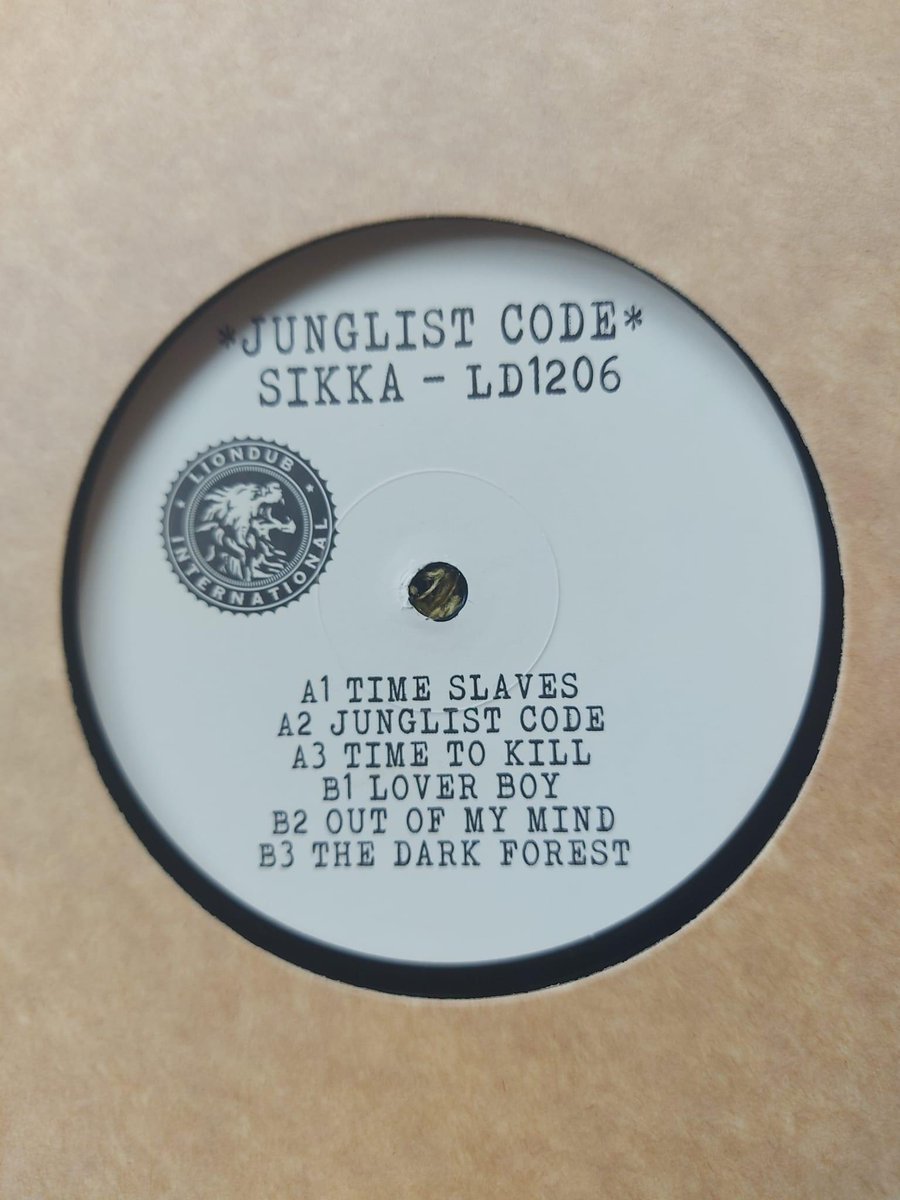 *JUNGLIST CODE*
SIKKA - LD1206
LIONDUB
INTERNATIONAL
A1 TIME SLAVES
A2 JUNGLIST CODE
A3 TIME TO KILL
B1 LOVER BOY
B2 OUT OF MY MIND
B3 THE DARK FOREST